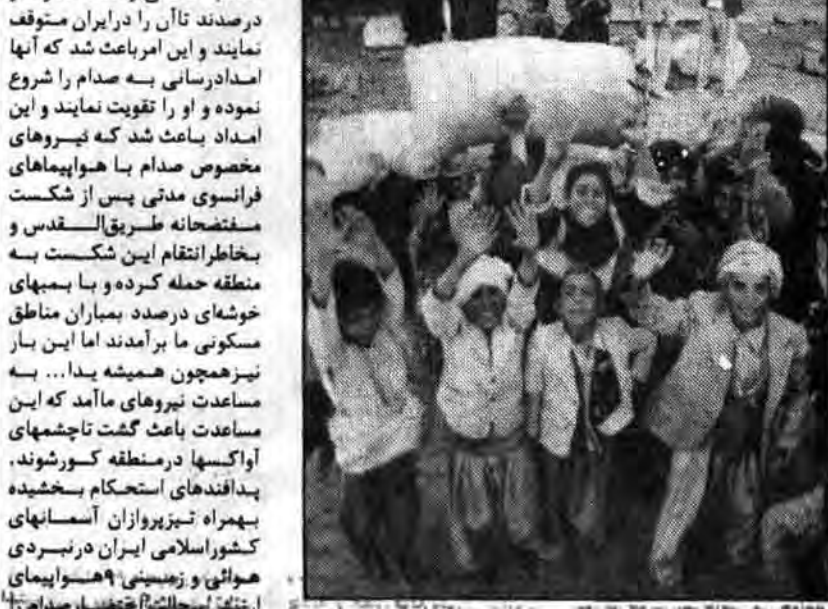 درصدند تاآن را درایران متوقف
نمایند و این امرباعث شد که آنها
امدادرسانی به صدام را شروع
نموده و او را تقویت نمایند و این
امداد باعث شد که نیروهای
مخصوص صدام با هواپیماهای
فرانسوی مدتی پس از شکست
مفتضحانه طریق‌القدس و
بخاطرانتقام این شکست به
منطقه حمله کرده و با بمبهای
خوشه‌ای درصدد بمباران مناطق
مسکونی ما برآمدند اما این بار
نیزهمچون همیشه یدا... به
مساعدت نیروهای ماآمد که این
مساعدت باعث گشت تاچشمهای
آواکسها درمنطقه کورشوند.
پدافندهای استحکام بخشیده
بهمراه تیزپروازان آسمانهای
کشوراسلامی ایران درنبردی
هوائی و زمینی ۹هواپیمای